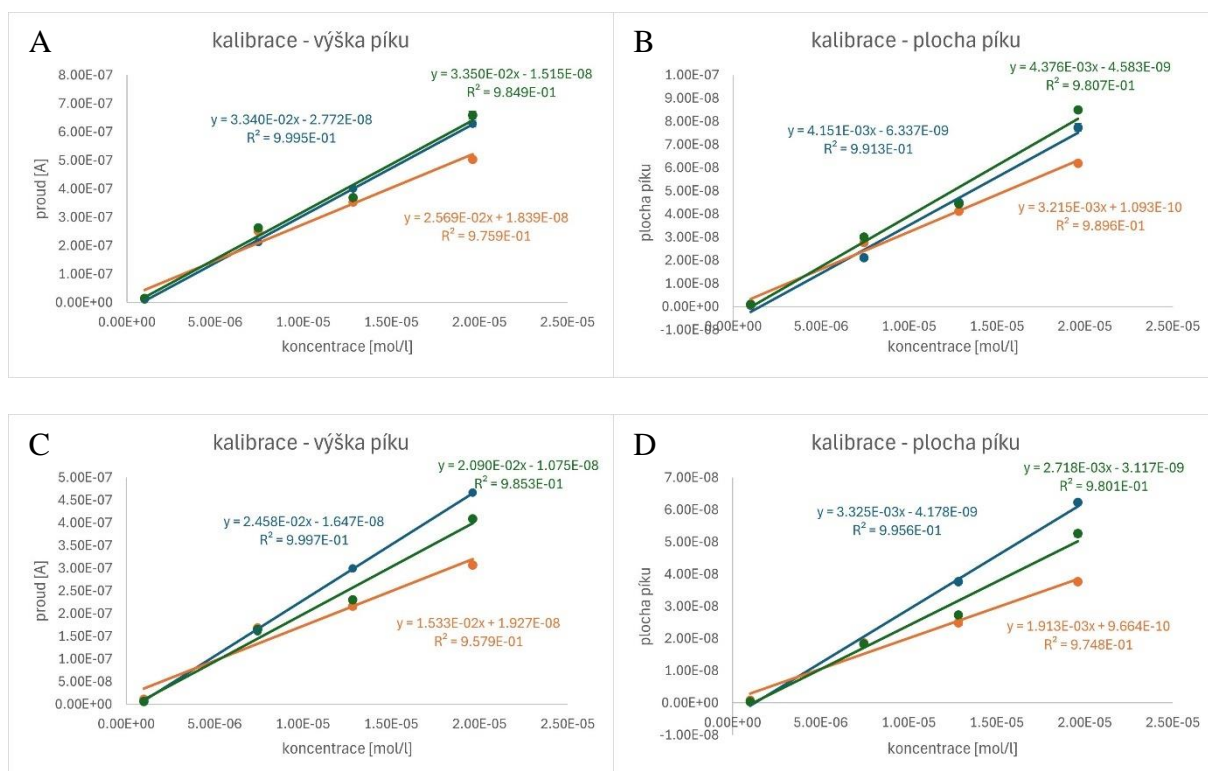 A
kalibrace - výška píku
8.00E-07
7.00E-07
6.00E-07
5.00E-07
4.00E-07
3.00E-07
2.00E-07
1.00E-07
0.00E+00
proud [A]
y = 3.340E-02x - 2.772E-08
R² = 9.995E-01
y = 3.350E-02x - 1.515E-08
R² = 9.849E-01
y = 2.569E-02x + 1.839E-08
R² = 9.759E-01
0.00E+00 5.00E-06 1.00E-05 1.50E-05 2.00E-05 2.50E-05
koncentrace [mol/l]
B
kalibrace - plocha píku
1.00E-07
9.00E-08
8.00E-08
7.00E-08
6.00E-08
5.00E-08
4.00E-08
3.00E-08
2.00E-08
1.00E-08
0.00E+00
-1.00E-08
plocha píku
y = 4.151E-03x - 6.337E-09
R² = 9.913E-01
y = 4.376E-03x - 4.583E-09
R² = 9.807E-01
y = 3.215E-03x + 1.093E-10
R² = 9.896E-01
0.00E+00 5.00E-06 1.00E-05 1.50E-05 2.00E-05 2.50E-05
koncentrace [mol/l]
C
kalibrace - výška píku
5.00E-07
4.50E-07
4.00E-07
3.50E-07
3.00E-07
2.50E-07
2.00E-07
1.50E-07
1.00E-07
5.00E-08
0.00E+00
proud [A]
y = 2.458E-02x - 1.647E-08
R² = 9.997E-01
y = 2.090E-02x - 1.075E-08
R² = 9.853E-01
y = 1.533E-02x + 1.927E-08
R² = 9.579E-01
0.00E+00 5.00E-06 1.00E-05 1.50E-05 2.00E-05 2.50E-05
koncentrace [mol/l]
D
kalibrace - plocha píku
7.00E-08
6.00E-08
5.00E-08
4.00E-08
3.00E-08
2.00E-08
1.00E-08
0.00E+00
-1.00E-08
plocha píku
y = 3.325E-03x - 4.178E-09
R² = 9.956E-01
y = 2.718E-03x - 3.117E-09
R² = 9.801E-01
y = 1.913E-03x + 9.664E-10
R² = 9.748E-01
0.00E+00 5.00E-06 1.00E-05 1.50E-05 2.00E-05 2.50E-05
koncentrace [mol/l]